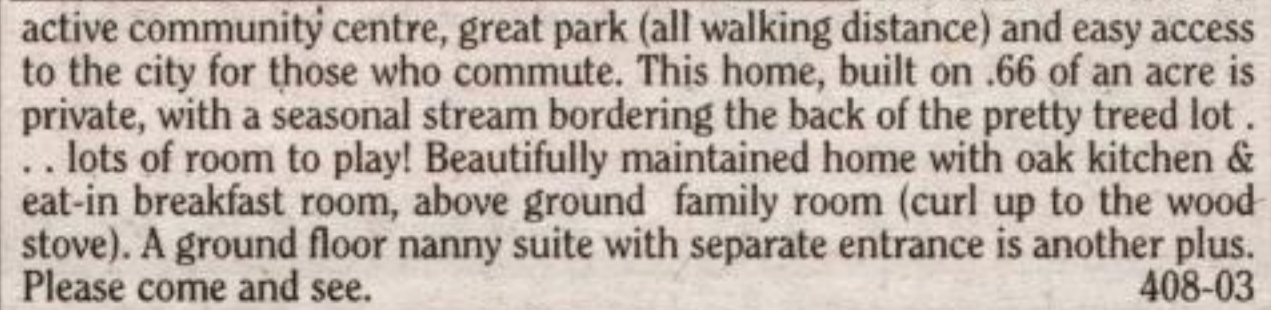 active community centre, great park (all walking distance) and easy access
to the city for those who commute. This home, built on .66 of an acre is
private, with a seasonal stream bordering the back of the pretty treed lot .
. . lots of room to play! Beautifully maintained home with oak kitchen &
eat-in breakfast room, above ground family room (curl up to the wood
stove). A ground floor nanny suite with separate entrance is another plus.
Please come and see. 408-03